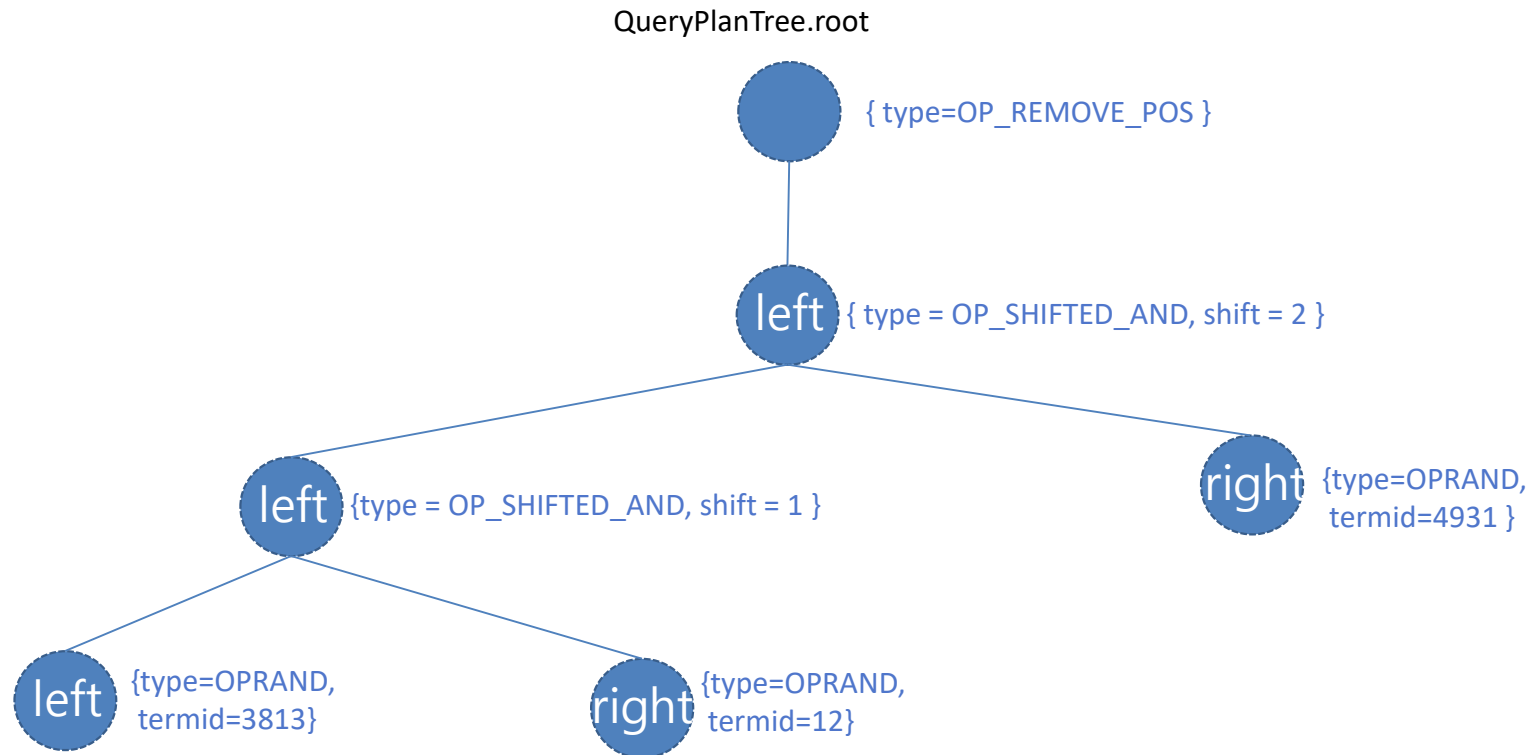 QueryPlanTree.root
{ type=OP_REMOVE_POS }
left
{ type = OP_SHIFTED_AND, shift = 2 }
left
{type = OP_SHIFTED_AND, shift = 1 }
right
{type=OPRAND,
termid=4931 }
left
{type=OPRAND,
termid=3813}
right
{type=OPRAND,
termid=12}